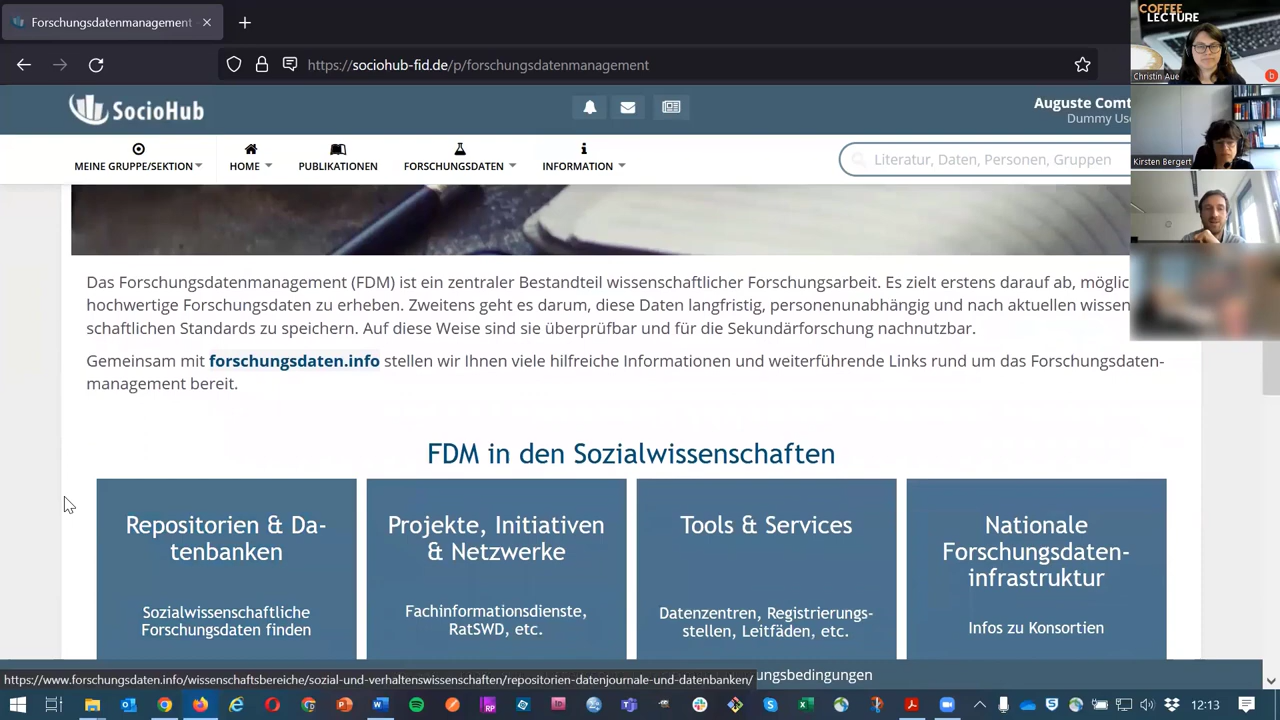 Forschungsdatenmanagement
https://sociohub-fid.de/p/forschungsdatenmanagement
COFFEE
LECTURE
Christin Aue
SocioHub
Auguste Comt
Dummy Use
MEINE GRUPPE/SEKTION
HOME
PUBLIKATIONEN
FORSCHUNGSDATEN
INFORMATION
Literatur, Daten, Personen, Gruppen
Kirsten Bergert
Das Forschungsdatenmanagement (FDM) ist ein zentraler Bestandteil wissenschaftlicher Forschungsarbeit. Es zielt erstens darauf ab, möglic
hochwertige Forschungsdaten zu erheben. Zweitens geht es darum, diese Daten langfristig, personenunabhängig und nach aktuellen wissen
schaftlichen Standards zu speichern. Auf diese Weise sind sie überprüfbar und für die Sekundärforschung nachnutzbar.
Gemeinsam mit forschungsdaten.info stellen wir Ihnen viele hilfreiche Informationen und weiterführende Links rund um das Forschungsdaten-
management bereit.
FDM in den Sozialwissenschaften
Repositorien & Da-
tenbanken
Sozialwissenschaftliche
Forschungsdaten finden
Projekte, Initiativen
& Netzwerke
Fachinformationsdienste,
RatSWD, etc.
Tools & Services
Datenzentren, Registrierungs-
stellen, Leitfäden, etc.
Nationale
Forschungsdaten-
infrastruktur
Infos zu Konsortien
https://www.forschungsdaten.info/wissenschaftsbereiche/sozial-und-verhaltenswissenschaften/repositorien-datenjournale-und-datenbanken/
ungsbedingungen
12:13